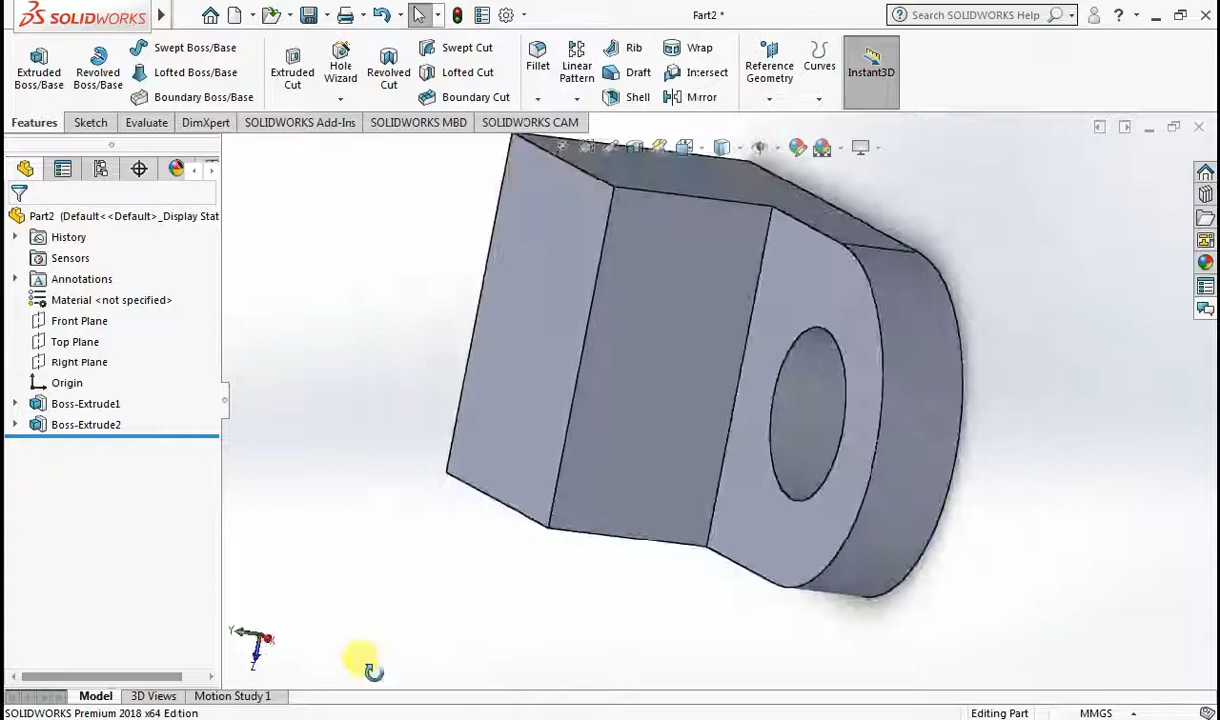 SOLIDWORKS
Part2 *
Search SOLIDWORKS Help
?
Extruded Boss/Base
Revolved Boss/Base
Swept Boss/Base
Lofted Boss/Base
Boundary Boss/Base
Extruded Cut
Hole Wizard
Revolved Cut
Swept Cut
Lofted Cut
Boundary Cut
Fillet
Linear Pattern
Rib
Draft
Shell
Wrap
Intersect
Mirror
Reference Geometry
Curves
Instant3D
Features Sketch Evaluate DimXpert SOLIDWORKS Add-Ins SOLIDWORKS MBD SOLIDWORKS CAM
Part2 (Default<<Default>_Display Stat
History
Sensors
Annotations
Material <not specified>
Front Plane
Top Plane
Right Plane
Origin
Boss-Extrude1
Boss-Extrude2
Y
X
Z
Model 3D Views Motion Study 1
SOLIDWORKS Premium 2018 x64 Edition Editing Part MMGS